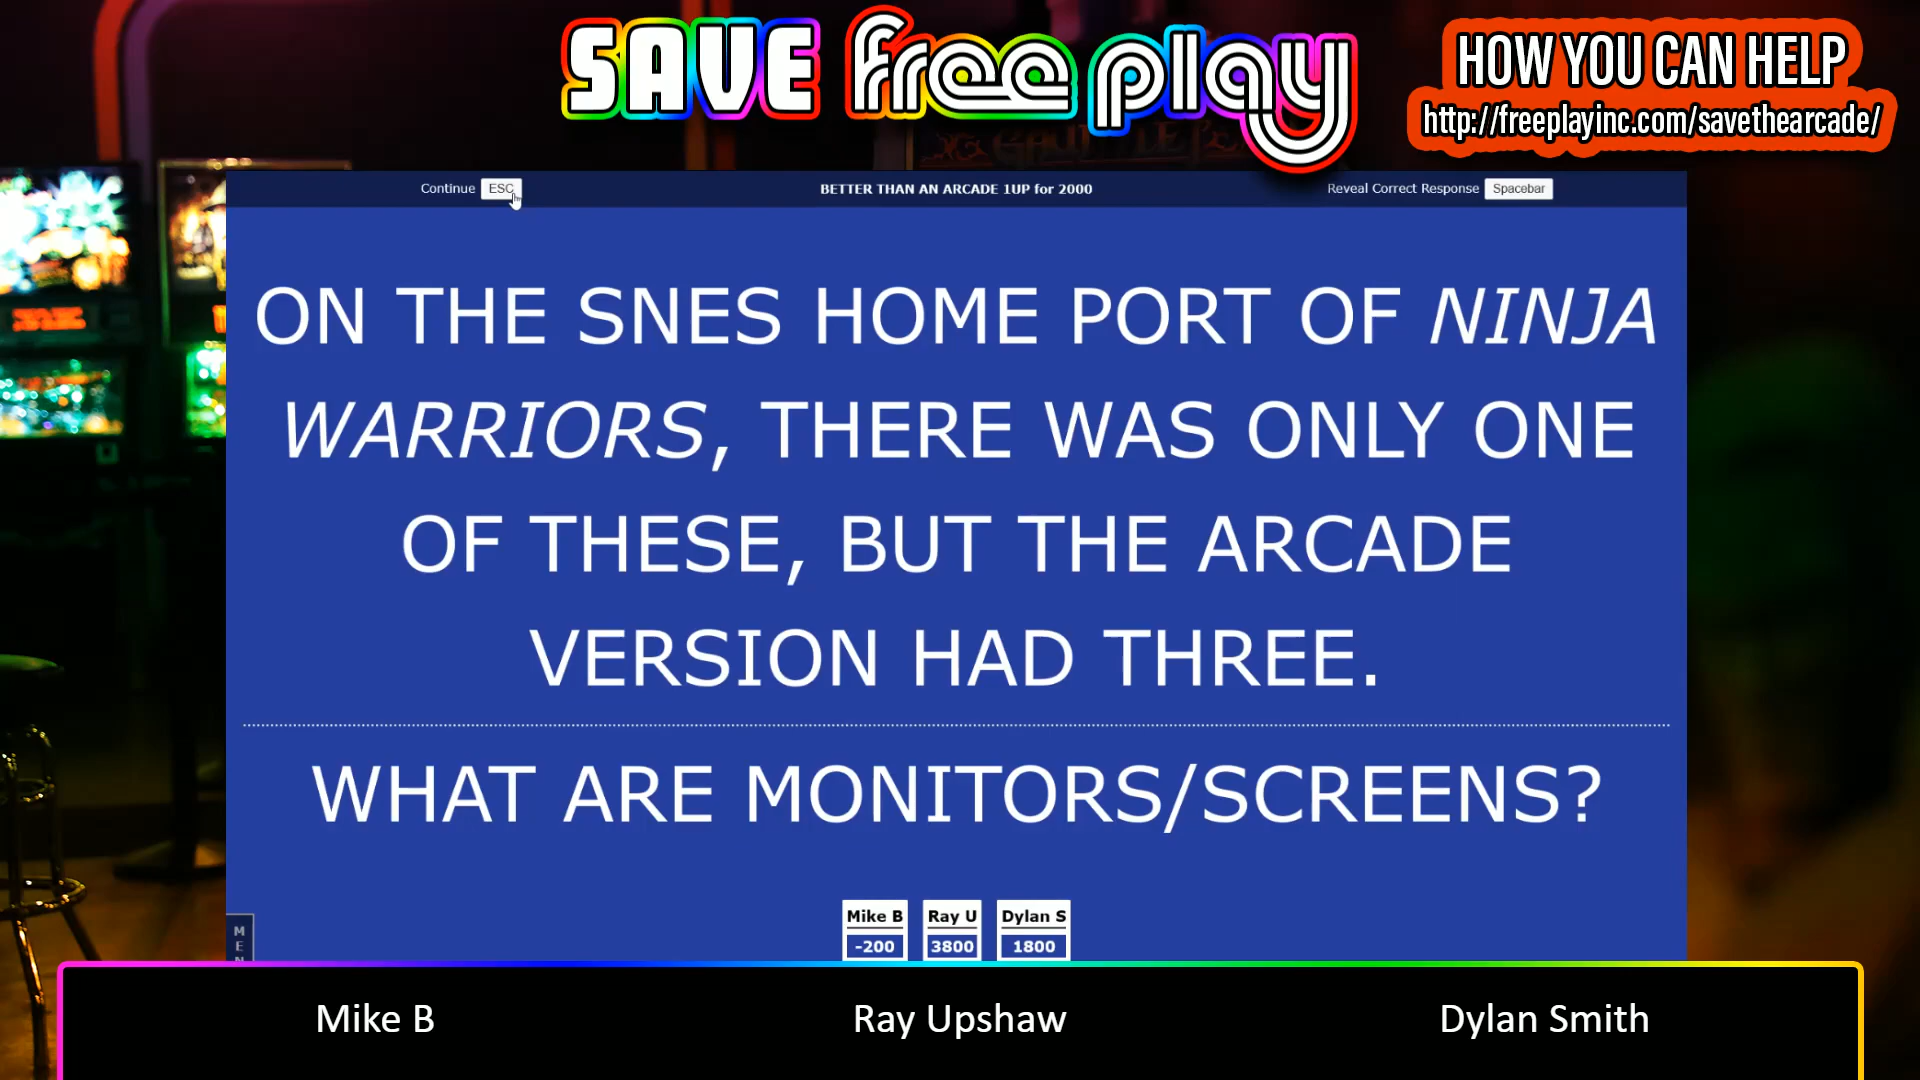 SAVE free play
HOW YOU CAN HELP
http://freeplayinc.com/savethearcade/
Continue ESC
BETTER THAN AN ARCADE 1UP for 2000
Reveal Correct Response Spacebar
ON THE SNES HOME PORT OF NINJA
WARRIORS, THERE WAS ONLY ONE
OF THESE, BUT THE ARCADE
VERSION HAD THREE.
WHAT ARE MONITORS/SCREENS?
M
E
N
Mike B
-200
Ray U
3800
Dylan S
1800
Mike B
Ray Upshaw
Dylan Smith